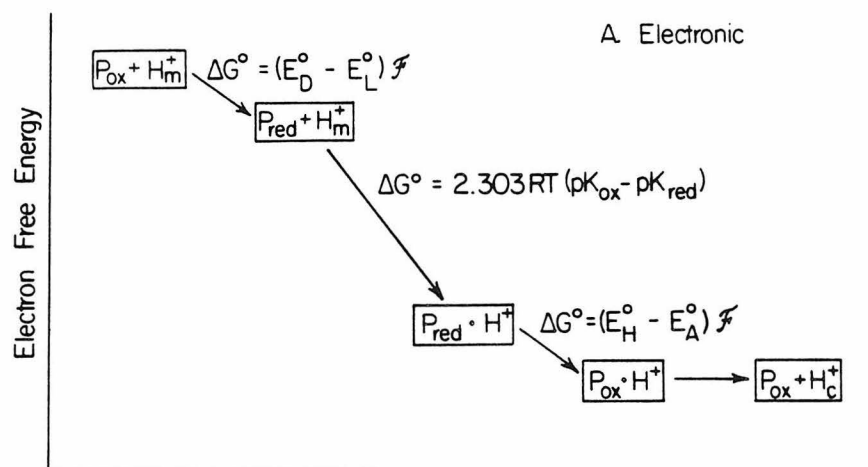 A Electronic
P_ox + H_m^+
ΔG° = (E_D° - E_L°) 𝓕
P_red + H_m^+
ΔG° = 2.303 RT (pK_ox - pK_red)
P_red · H^+
ΔG° = (E_H° - E_A°) 𝓕
P_ox · H^+
P_ox + H_c^+
Electron Free Energy